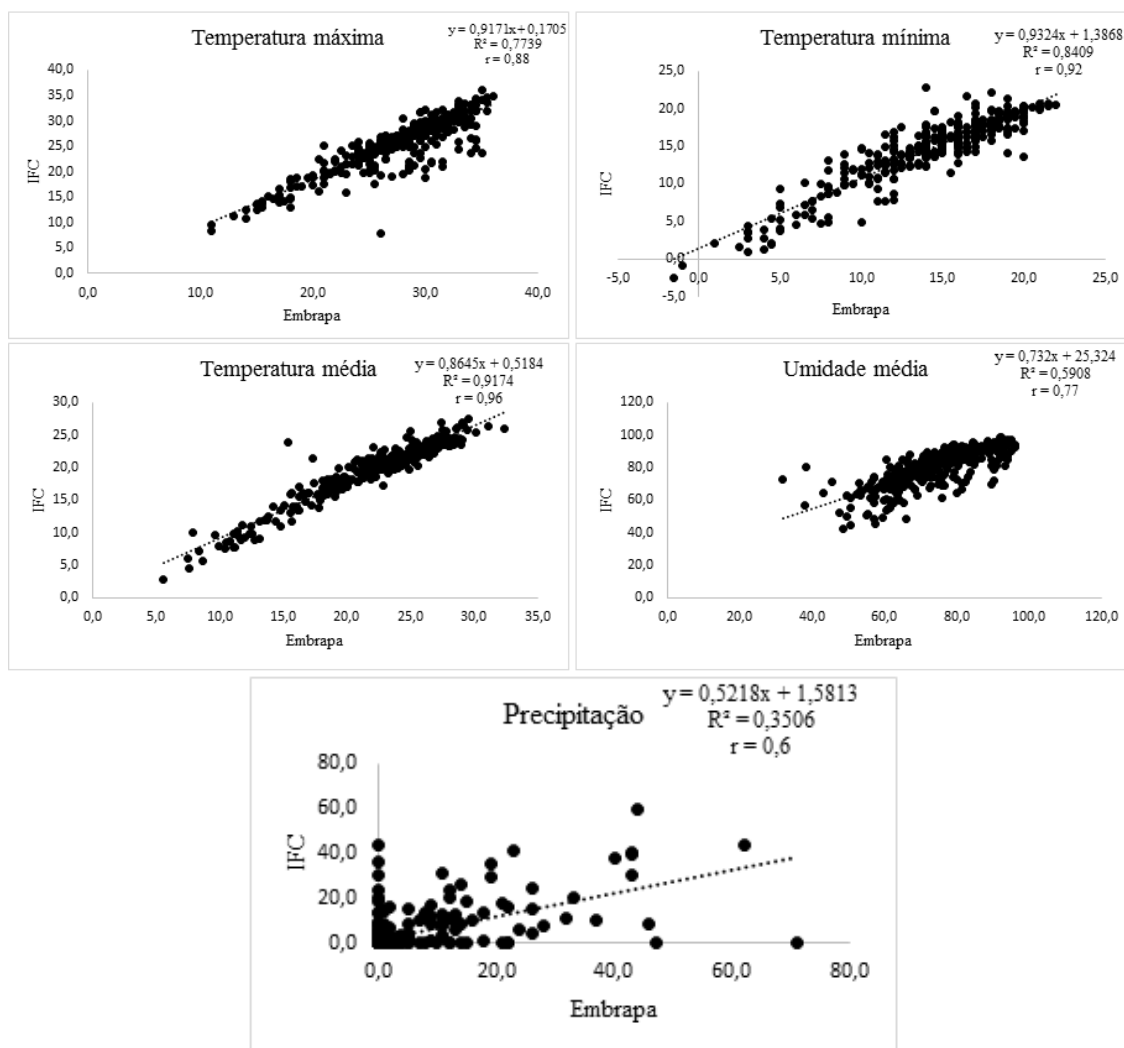 Temperatura máxima
y = 0,9171x + 0,1705
R² = 0,7739
r = 0,88
40,0
35,0
30,0
25,0
20,0
15,0
10,0
5,0
0,0
IFC
0,0 10,0 20,0 30,0 40,0
Embrapa
Temperatura mínima
y = 0,9324x + 1,3868
R² = 0,8409
r = 0,92
25,0
20,0
15,0
10,0
5,0
0,0
-5,0
IFC
-5,0 0,0 5,0 10,0 15,0 20,0 25,0
Embrapa
Temperatura média
y = 0,8645x + 0,5184
R² = 0,9174
r = 0,96
30,0
25,0
20,0
15,0
10,0
5,0
0,0
IFC
0,0 5,0 10,0 15,0 20,0 25,0 30,0 35,0
Embrapa
Umidade média
y = 0,732x + 25,324
R² = 0,5908
r = 0,77
120,0
100,0
80,0
60,0
40,0
20,0
0,0
IFC
0,0 20,0 40,0 60,0 80,0 100,0 120,0
Embrapa
Precipitação
y = 0,5218x + 1,5813
R² = 0,3506
r = 0,6
80,0
60,0
40,0
20,0
0,0
IFC
0,0 20,0 40,0 60,0 80,0
Embrapa